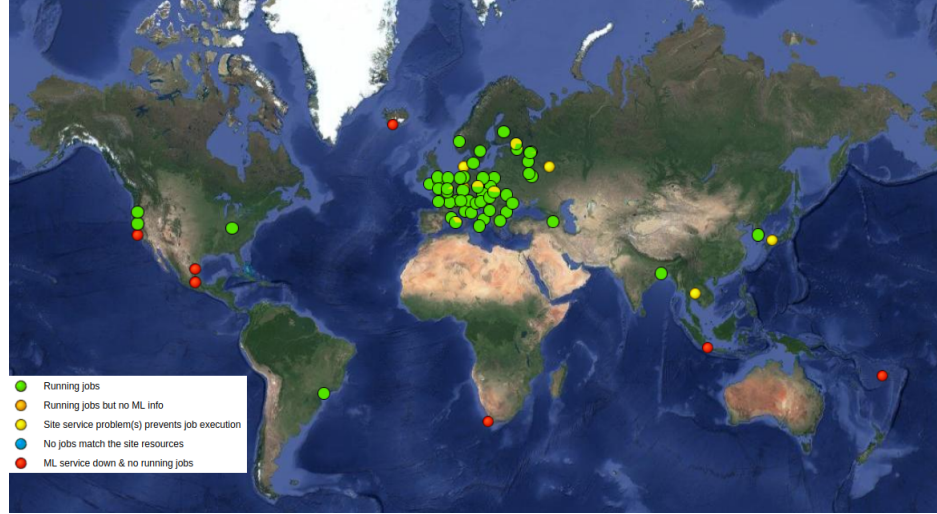 Running jobs
Running jobs but no ML info
Site service problem(s) prevents job execution
No jobs match the site resources
ML service down & no running jobs